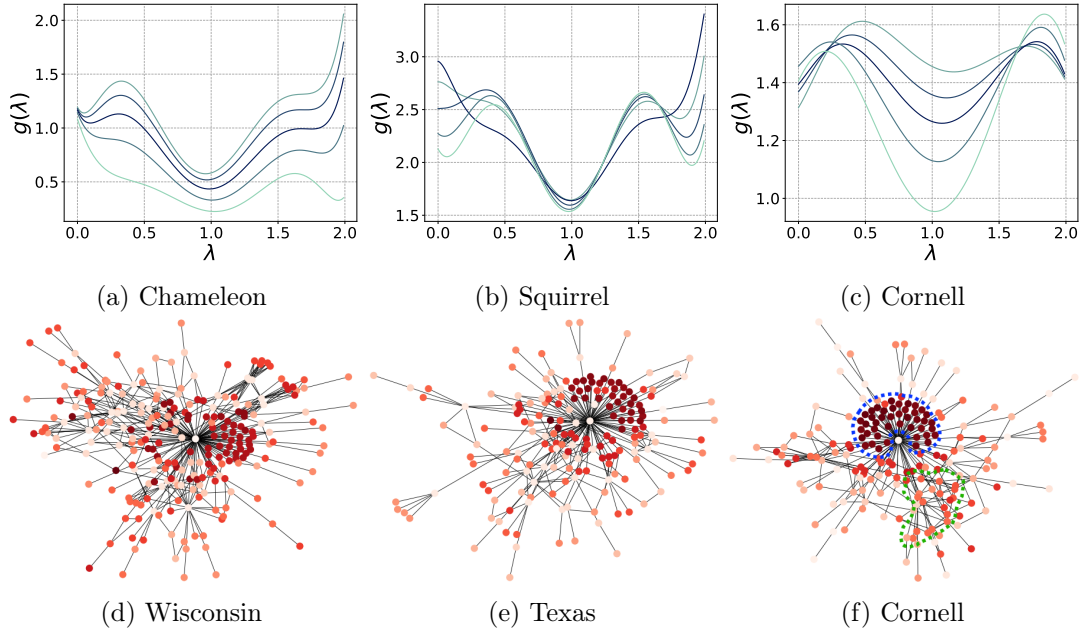 2.0
1.5
1.0
0.5
g(λ)
0.0 0.5 1.0 1.5 2.0
λ
(a) Chameleon
3.0
2.5
2.0
1.5
g(λ)
0.0 0.5 1.0 1.5 2.0
λ
(b) Squirrel
1.6
1.4
1.2
1.0
g(λ)
0.0 0.5 1.0 1.5 2.0
λ
(c) Cornell
(d) Wisconsin
(e) Texas
(f) Cornell